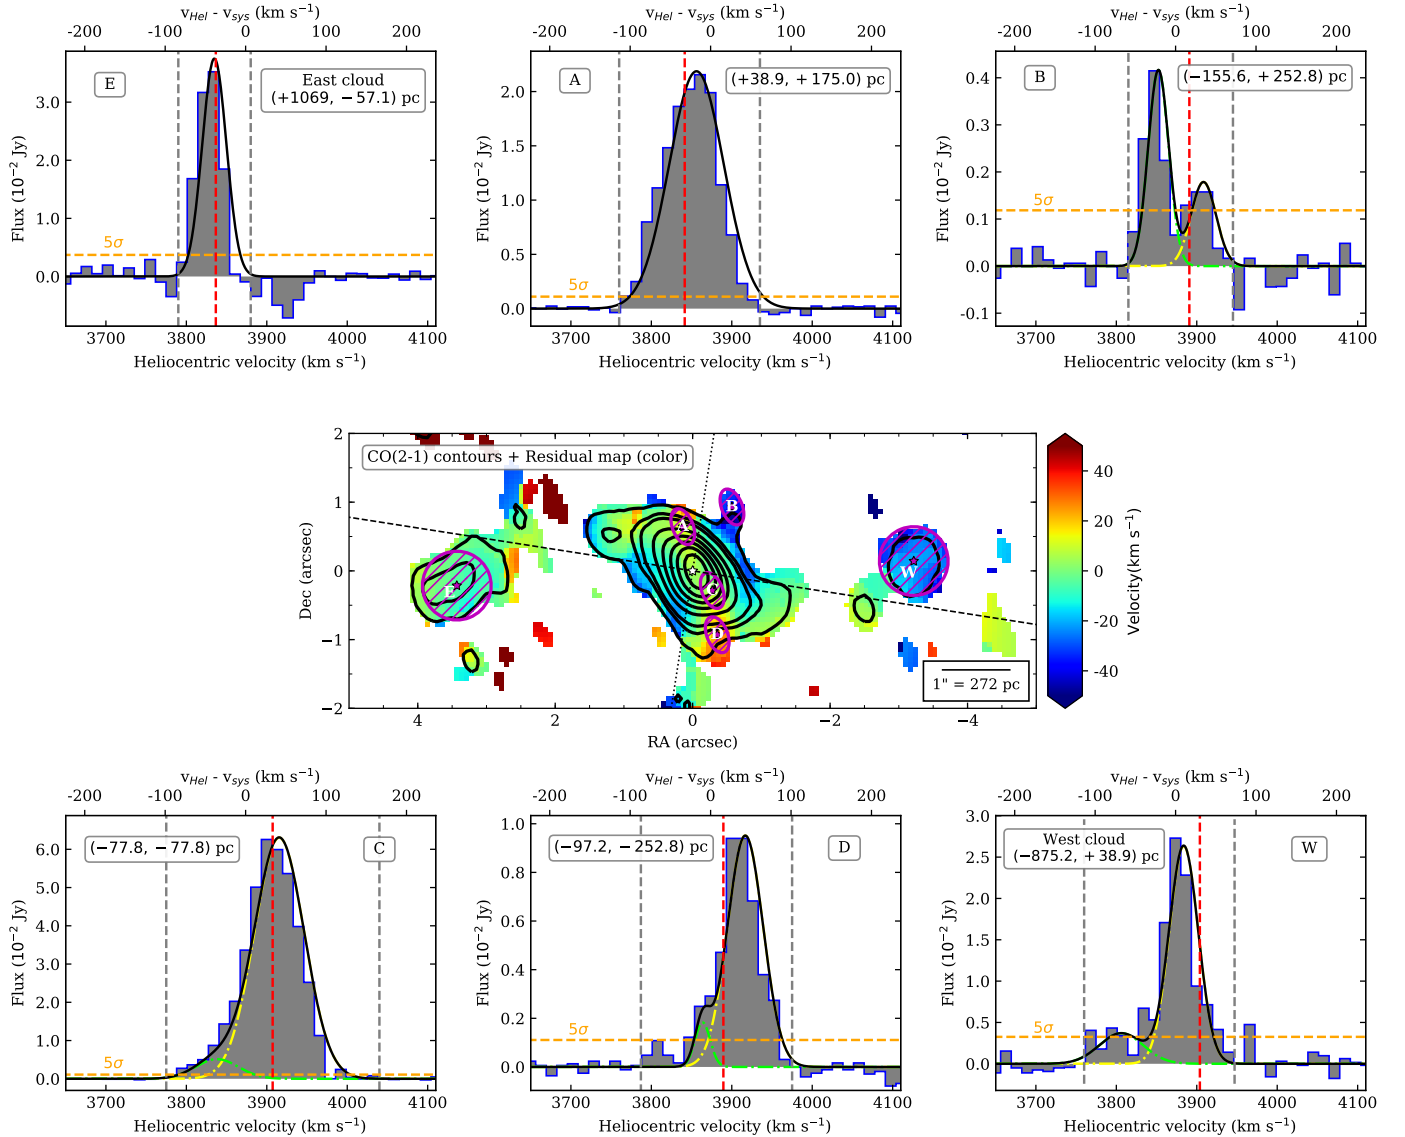 v_Hel - v_sys (km s⁻¹)
-200 -100 0 100 200
E
East cloud
(+1069, −57.1) pc
Flux (10⁻² Jy)
3.0
2.0
1.0
0.0
5σ
3700 3800 3900 4000 4100
Heliocentric velocity (km s⁻¹)
v_Hel - v_sys (km s⁻¹)
-200 -100 0 100 200
A
(+38.9, +175.0) pc
Flux (10⁻² Jy)
2.0
1.5
1.0
0.5
0.0
5σ
3700 3800 3900 4000 4100
Heliocentric velocity (km s⁻¹)
v_Hel - v_sys (km s⁻¹)
-200 -100 0 100 200
B
(−155.6, +252.8) pc
Flux (10⁻² Jy)
0.4
0.3
0.2
0.1
0.0
-0.1
5σ
3700 3800 3900 4000 4100
Heliocentric velocity (km s⁻¹)
CO(2-1) contours + Residual map (color)
Dec (arcsec)
2
1
0
−1
−2
A
B
C
D
E
W
1" = 272 pc
4 2 0 −2 −4
RA (arcsec)
40
20
0
-20
-40
Velocity(km s⁻¹)
v_Hel - v_sys (km s⁻¹)
-200 -100 0 100 200
(−77.8, −77.8) pc
C
Flux (10⁻² Jy)
6.0
5.0
4.0
3.0
2.0
1.0
0.0
5σ
3700 3800 3900 4000 4100
Heliocentric velocity (km s⁻¹)
v_Hel - v_sys (km s⁻¹)
-200 -100 0 100 200
(−97.2, −252.8) pc
D
Flux (10⁻² Jy)
1.0
0.8
0.6
0.4
0.2
0.0
5σ
3700 3800 3900 4000 4100
Heliocentric velocity (km s⁻¹)
v_Hel - v_sys (km s⁻¹)
-200 -100 0 100 200
West cloud
(−875.2, +38.9) pc
W
Flux (10⁻² Jy)
3.0
2.5
2.0
1.5
1.0
0.5
0.0
5σ
3700 3800 3900 4000 4100
Heliocentric velocity (km s⁻¹)